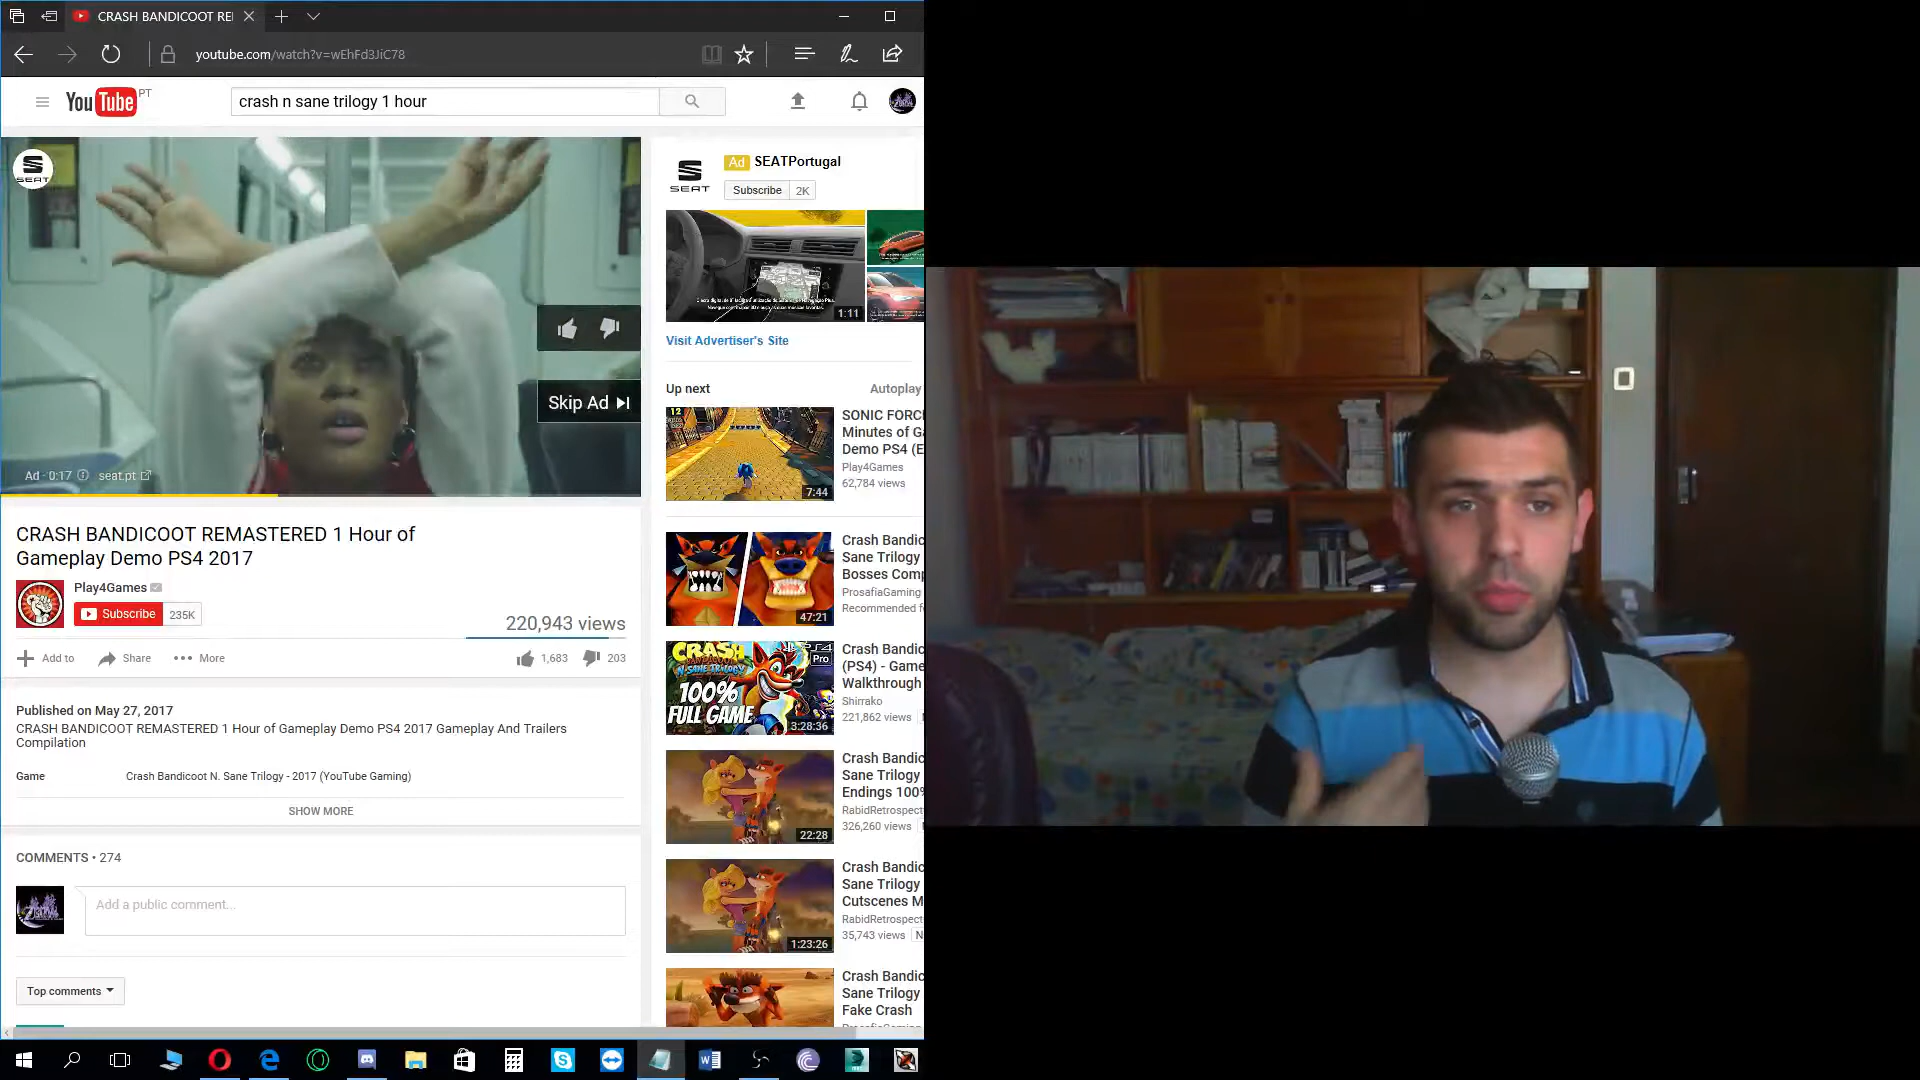 CRASH BANDICOOT REI
youtube.com/watch?v=wEhFd3JiC78
YouTube PT
crash n sane trilogy 1 hour
SEAT
Skip Ad
Ad · 0:17
seat.pt
CRASH BANDICOOT REMASTERED 1 Hour of
Gameplay Demo PS4 2017
Play4Games
Subscribe 235K
220,943 views
Add to
Share
More
1,683
203
Published on May 27, 2017
CRASH BANDICOOT REMASTERED 1 Hour of Gameplay Demo PS4 2017 Gameplay And Trailers
Compilation
Game
Crash Bandicoot N. Sane Trilogy - 2017 (YouTube Gaming)
SHOW MORE
COMMENTS • 274
Add a public comment...
Top comments
SEAT
Ad SEATPortugal
Subscribe 2K
1:11
Visit Advertiser's Site
Up next
Autoplay
12
7:44
SONIC FORC
Minutes of G
Demo PS4 (E
Play4Games
62,784 views
47:21
Crash Bandic
Sane Trilogy
Bosses Comp
ProsafiaGaming
Recommended f
CRASH
BANDICOOT
N-SANE TRILOGY
PS4
Pro
100%
FULL GAME
3:28:36
Crash Bandic
(PS4) - Game
Walkthrough
Shirrako
221,862 views
22:28
Crash Bandic
Sane Trilogy
Endings 100%
RabidRetrospect
326,260 views
1:23:26
Crash Bandic
Sane Trilogy
Cutscenes M
RabidRetrospect
35,743 views
N
Crash Bandic
Sane Trilogy
Fake Crash